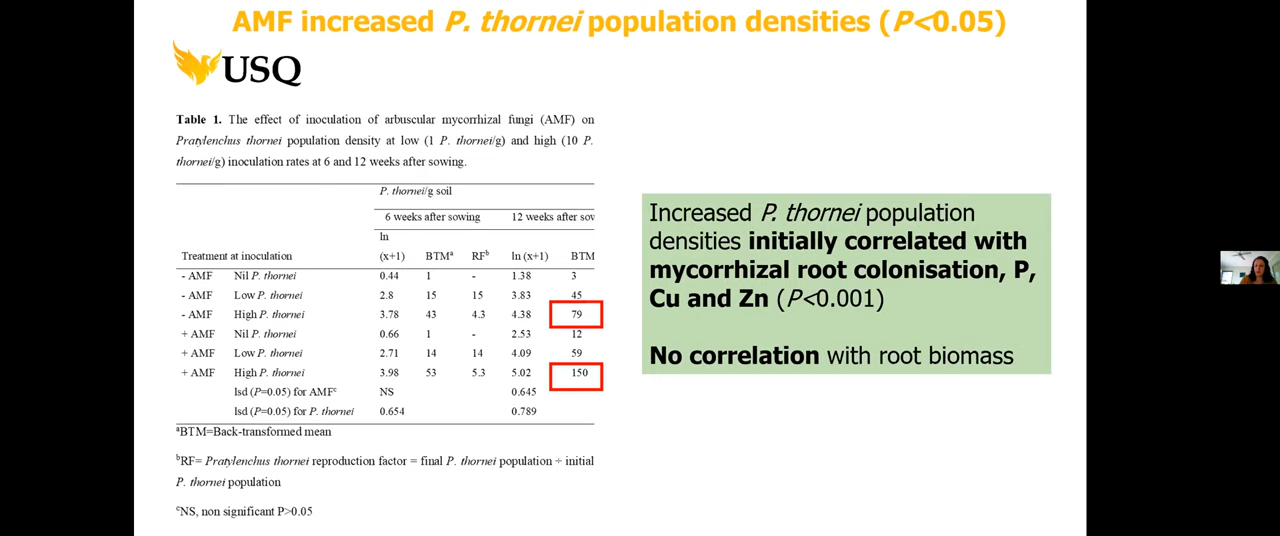 AMF increased P. thornei population densities (P<0.05)
USQ
Table 1. The effect of inoculation of arbuscular mycorrhizal fungi (AMF) on
Pratylenchus thornei population density at low (1 P. thornei/g) and high (10 P.
thornei/g) inoculation rates at 6 and 12 weeks after sowing.
P. thornei/g soil
6 weeks after sowing 12 weeks after sow
ln
Treatment at inoculation (x+1) BTMa RFb ln (x+1) BTM
- AMF Nil P. thornei 0.44 1 - 1.38 3
- AMF Low P. thornei 2.8 15 15 3.83 45
- AMF High P. thornei 3.78 43 4.3 4.38 79
+ AMF Nil P. thornei 0.66 1 - 2.53 12
+ AMF Low P. thornei 2.71 14 14 4.09 59
+ AMF High P. thornei 3.98 53 5.3 5.02 150
lsd (P=0.05) for AMFc NS 0.645
lsd (P=0.05) for P. thornei 0.654 0.789
aBTM=Back-transformed mean
bRF= Pratylenchus thornei reproduction factor = final P. thornei population ÷ initial
P. thornei population
cNS, non significant P>0.05
Increased P. thornei population
densities initially correlated with
mycorrhizal root colonisation, P,
Cu and Zn (P<0.001)
No correlation with root biomass